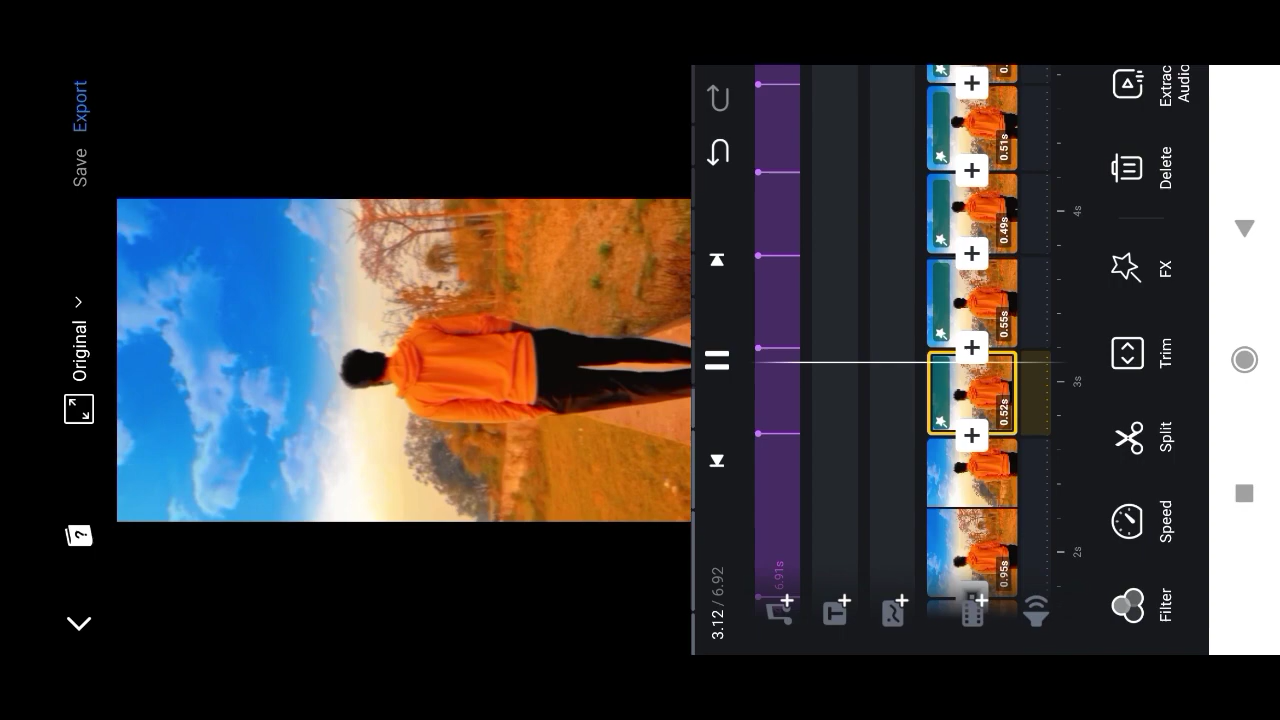 Original
Save
Export
3.12 / 6.92
6.91s
0.95s
0.52s
0.55s
0.49s
0.51s
0.
2s
3s
4s
Filter
Speed
Split
Trim
FX
Delete
Extrac
Audio